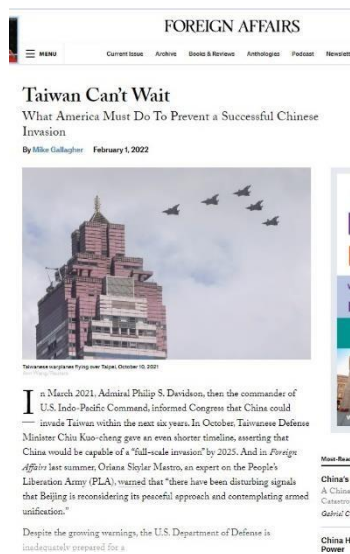 FOREIGN AFFAIRS
MENU
Current Issue Archive Books & Reviews Anthologies Podcast Newslett
Taiwan Can't Wait
What America Must Do To Prevent a Successful Chinese
Invasion
By Mike Gallagher February 1, 2022
Taiwanese warplanes flying over Taipei, October 10, 2021
In March 2021, Admiral Philip S. Davidson, then the commander of
U.S. Indo-Pacific Command, informed Congress that China could
invade Taiwan within the next six years. In October, Taiwanese Defense
Minister Chiu Kuo-cheng gave an even shorter timeline, asserting that
China would be capable of a "full-scale invasion" by 2025. And in Foreign
Affairs last summer, Oriana Skylar Mastro, an expert on the People's
Liberation Army (PLA), warned that "there have been disturbing signals
that Beijing is reconsidering its peaceful approach and contemplating armed
unification."
Despite the growing warnings, the U.S. Department of Defense is
inadequately prepared for a
Most-Rea
China's
A China
Catastro
Gabriel C
China H
Power